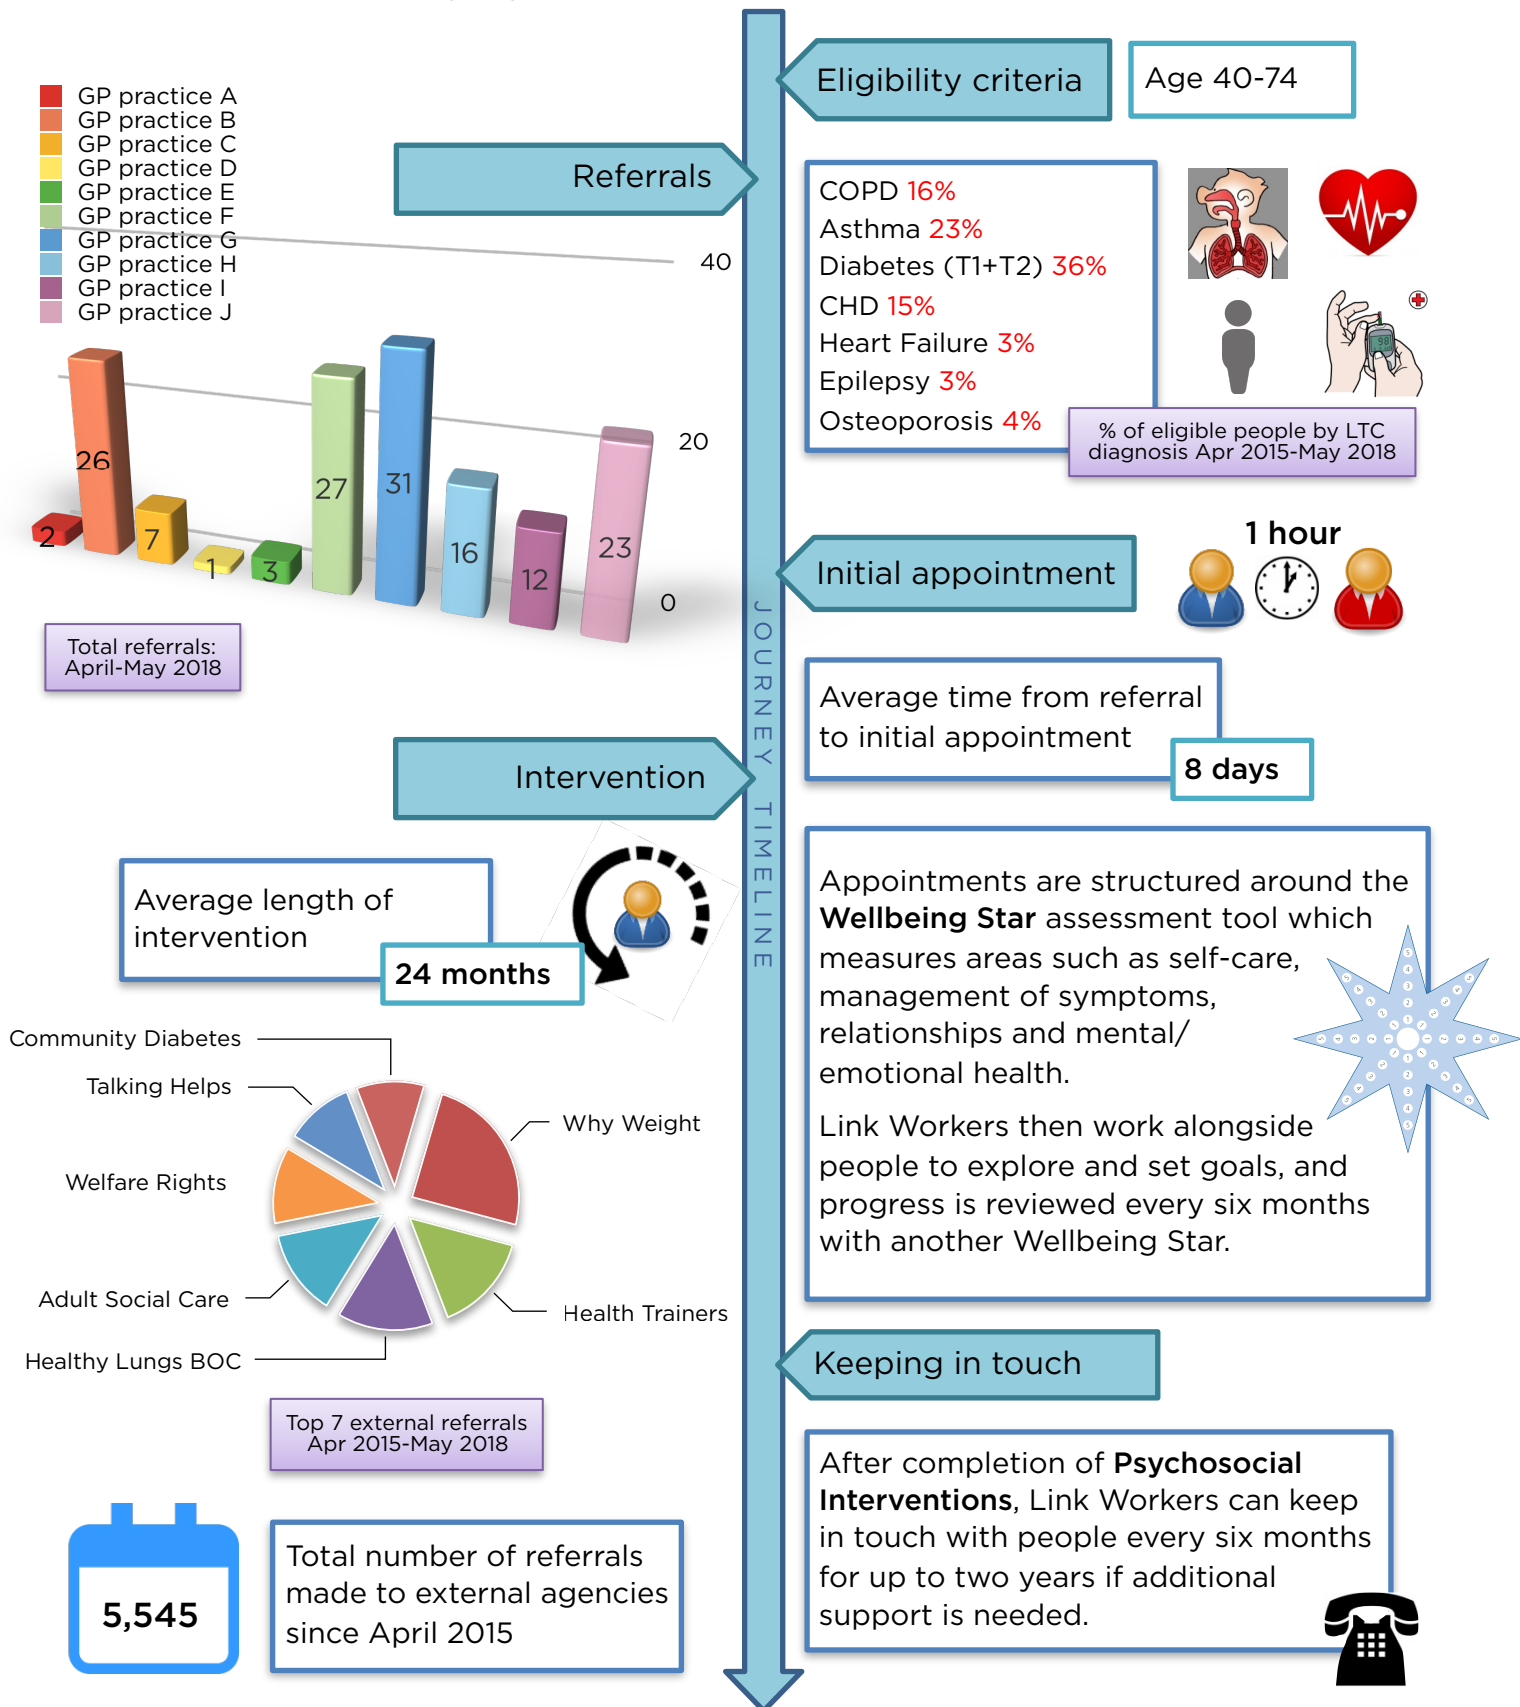 Eligibility criteria
Age 40-74
GP practice A
GP practice B
GP practice C
GP practice D
GP practice E
GP practice F
GP practice G
GP practice H
GP practice I
GP practice J
Referrals
40
20
0
2
26
7
1
3
27
31
16
12
23
Total referrals:
April-May 2018
COPD 16%
Asthma 23%
Diabetes (T1+T2) 36%
CHD 15%
Heart Failure 3%
Epilepsy 3%
Osteoporosis 4%
98
% of eligible people by LTC
diagnosis Apr 2015-May 2018
Initial appointment
1 hour
JOURNEY TIMELINE
Average time from referral
to initial appointment
8 days
Intervention
Average length of
intervention
24 months
Appointments are structured around the
Wellbeing Star assessment tool which
measures areas such as self-care,
management of symptoms,
relationships and mental/
emotional health.
Link Workers then work alongside
people to explore and set goals, and
progress is reviewed every six months
with another Wellbeing Star.
Community Diabetes
Talking Helps
Why Weight
Welfare Rights
Adult Social Care
Health Trainers
Healthy Lungs BOC
Top 7 external referrals
Apr 2015-May 2018
Keeping in touch
After completion of Psychosocial
Interventions, Link Workers can keep
in touch with people every six months
for up to two years if additional
support is needed.
5,545
Total number of referrals
made to external agencies
since April 2015